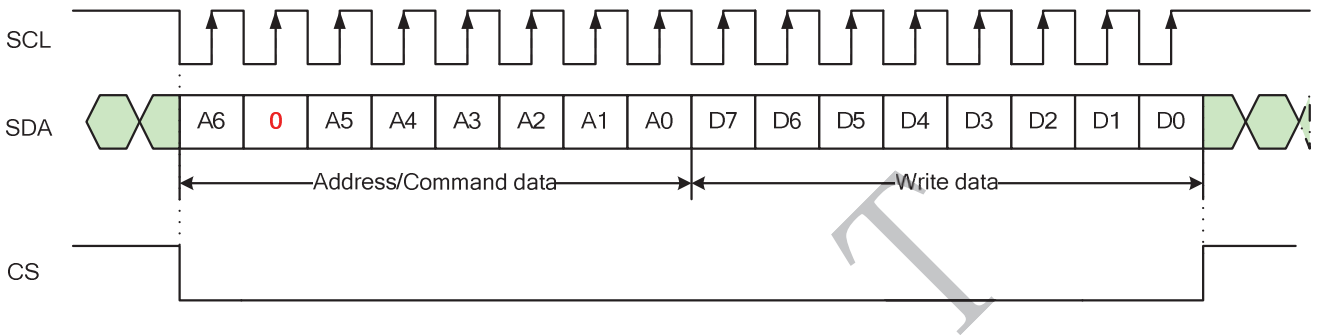 SCL
SDA A6 0 A5 A4 A3 A2 A1 A0 D7 D6 D5 D4 D3 D2 D1 D0
Address/Command data Write data
CS
T